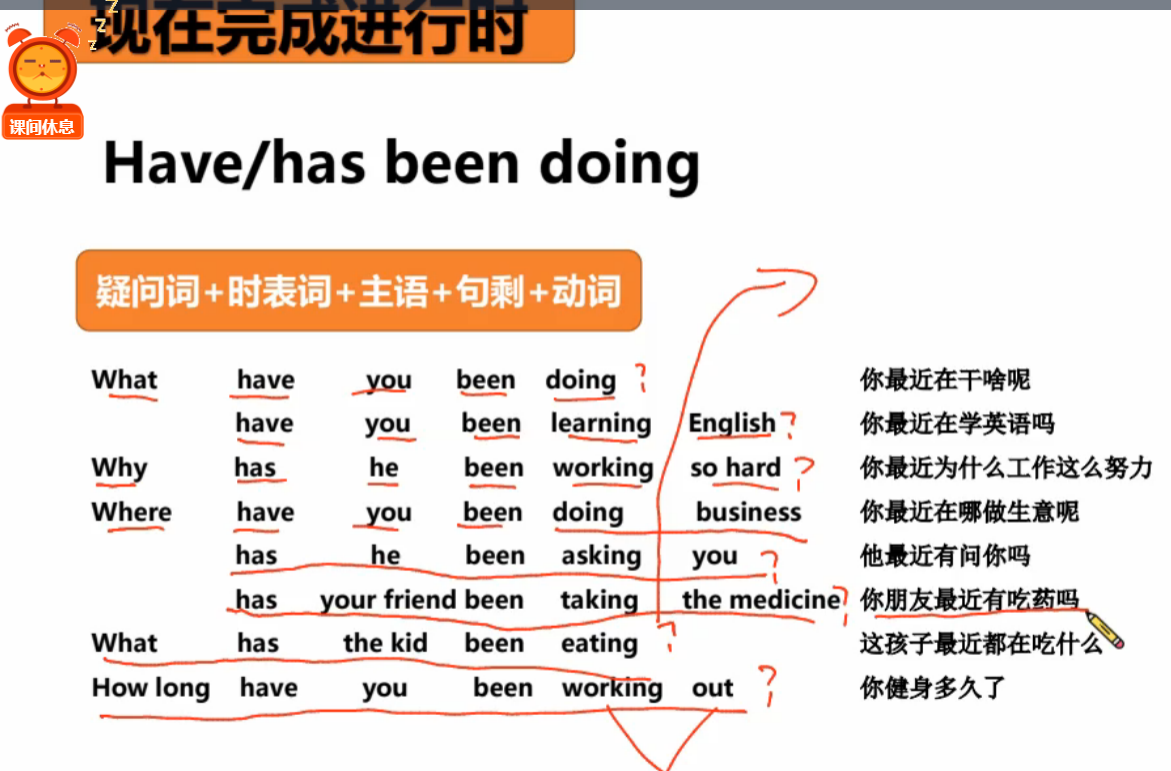 现在完成进行时
z
z
z
课间休息
Have/has been doing
疑问词+时表词+主语+句剩+动词
What have you been doing ? 你最近在干啥呢
have you been learning English ? 你最近在学英语吗
Why has he been working so hard ? 你最近为什么工作这么努力
Where have you been doing business 你最近在哪做生意呢
has he been asking you ? 他最近有问你吗
has your friend been taking the medicine ? 你朋友最近有吃药吗
What has the kid been eating ? 这孩子最近都在吃什么
How long have you been working out ? 你健身多久了